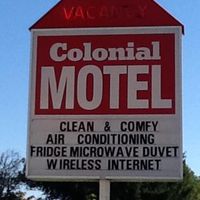 VACANCY
Colonial
MOTEL
CLEAN & COMFY
AIR CONDITIONING
FRIDGE MICROWAVE DUVET
WIRELESS INTERNET